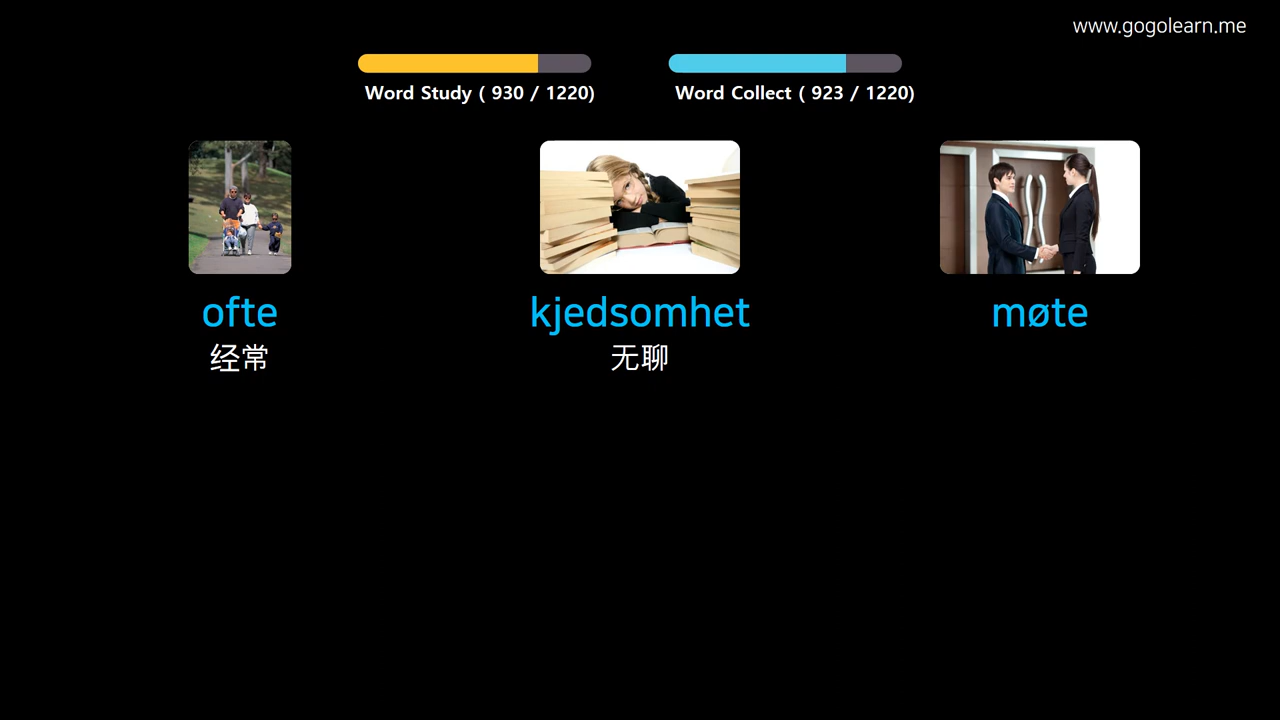 www.gogolearn.me
Word Study ( 930 / 1220)
Word Collect ( 923 / 1220)
ofte
kjedsomhet
møte
经常
无聊